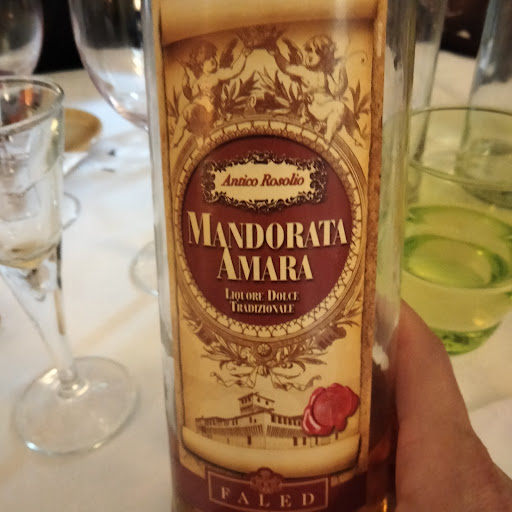 Antico Rosolio
MANDORATA
AMARA
LIQUORE DOLCE
TRADIZIONALE
FALED